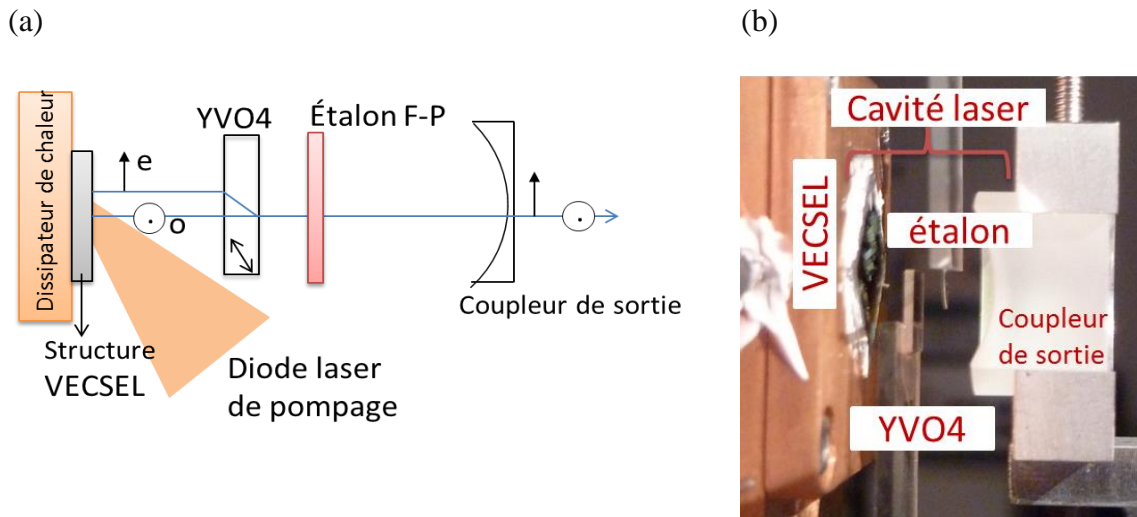 (a)
(b)
Dissipateur de chaleur
YVO4
Étalon F-P
e
o
Coupleur de sortie
Structure
VECSEL
Diode laser
de pompage
Cavité laser
VECSEL
étalon
Coupleur
de sortie
YVO4